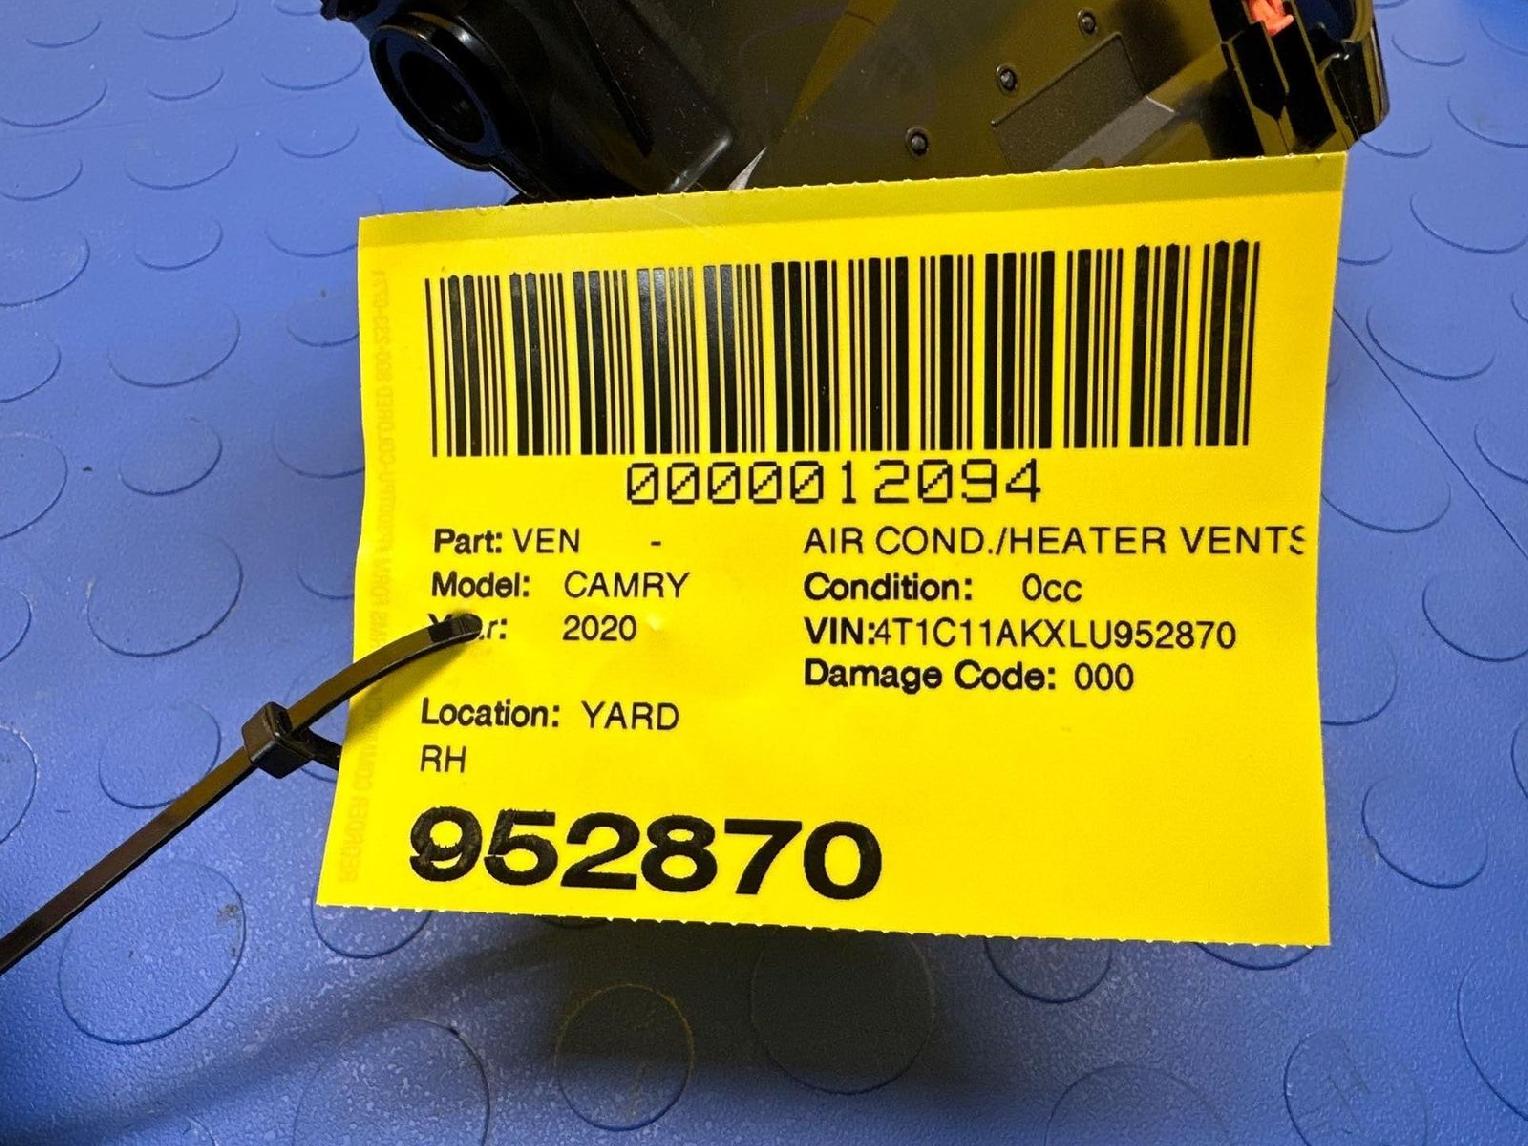 0000012094
Part: VEN - AIR COND./HEATER VENTS
Model: CAMRY Condition: 0cc
Year: 2020 VIN:4T1C11AKXLU952870
Damage Code: 000
Location: YARD
RH
952870